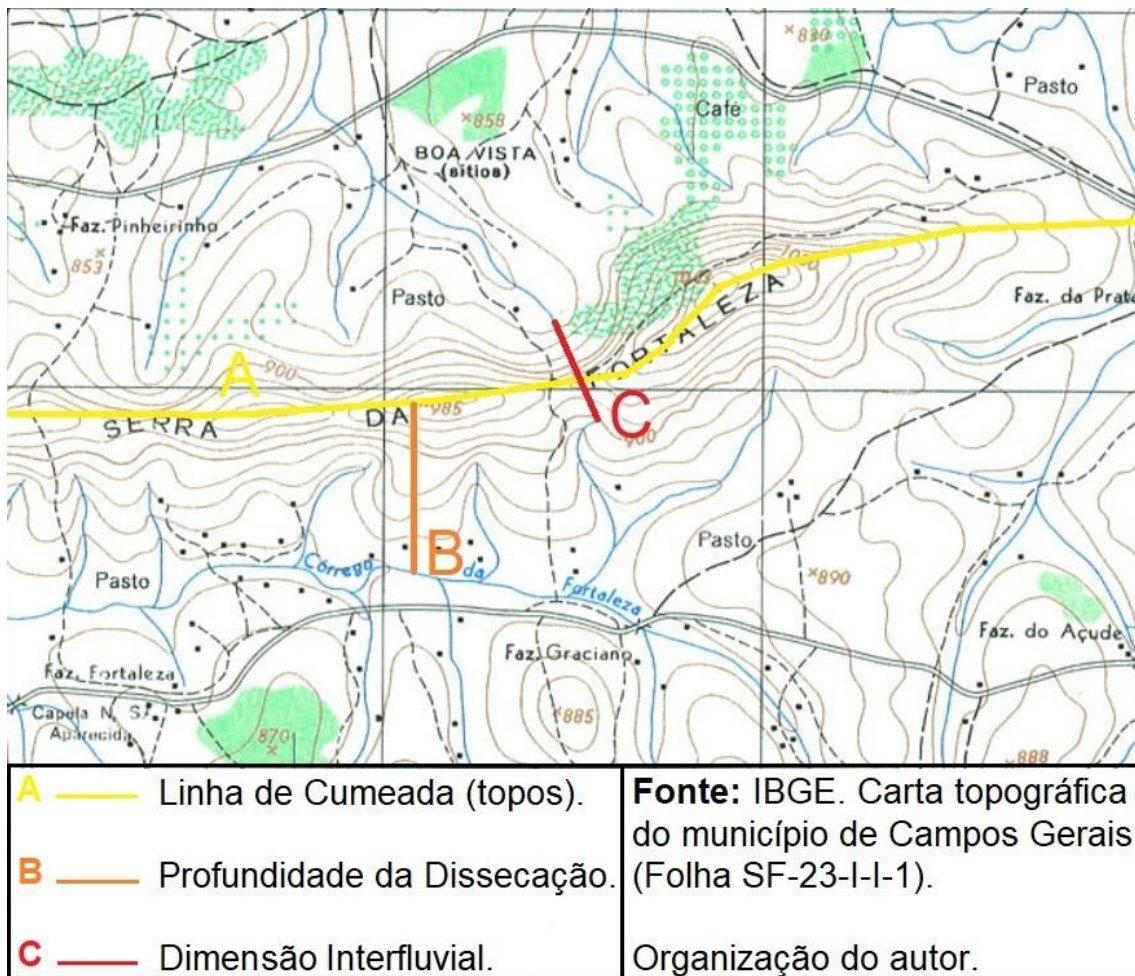 830
Pasto
Café
×858
BOA VISTA
(sítios)
Faz. Pinheirinho
853
×
Pasto
Faz. da Prata
A
900
985
SERRA DA FORTALEZA
C
900
B
Pasto
Córrego da Fortaleza
Pasto
×890
Faz. do Açude
Faz. Graciano
Faz. Fortaleza
Capela N. Sª
Aparecida
×885
870
×
888
A Linha de Cumeada (topos).
B Profundidade da Dissecação.
C Dimensão Interfluvial.
Fonte: IBGE. Carta topográfica
do município de Campos Gerais
(Folha SF-23-I-I-1).
Organização do autor.